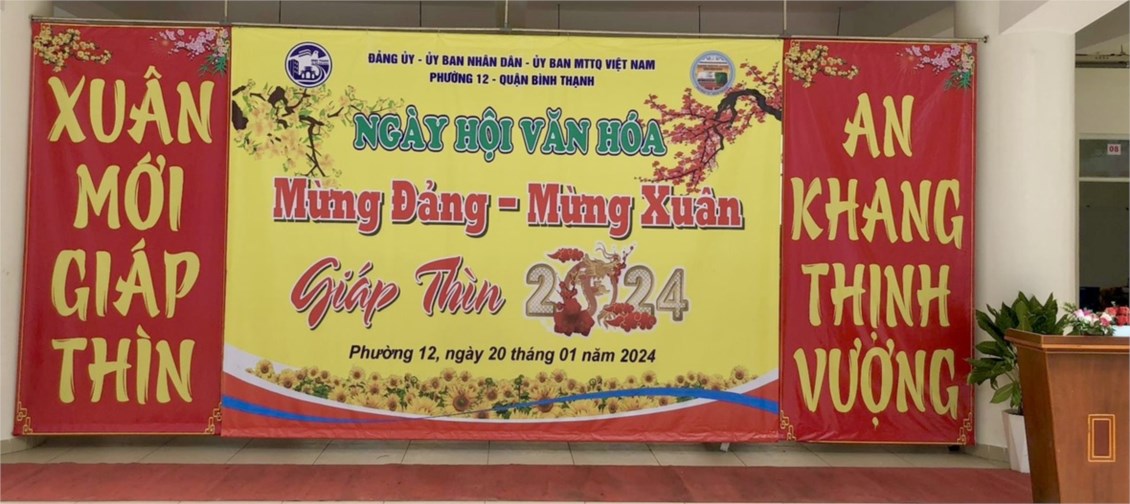 XUÂN
MỚI
GIÁP
THÌN
ĐẢNG ỦY - ỦY BAN NHÂN DÂN - ỦY BAN MTTQ VIỆT NAM
PHƯỜNG 12 - QUẬN BÌNH THẠNH
NGÀY HỘI VĂN HÓA
Mừng Đảng - Mừng Xuân
Giáp Thìn 2024
Phường 12, ngày 20 tháng 01 năm 2024
AN
KHANG
THỊNH
VƯỢNG
08